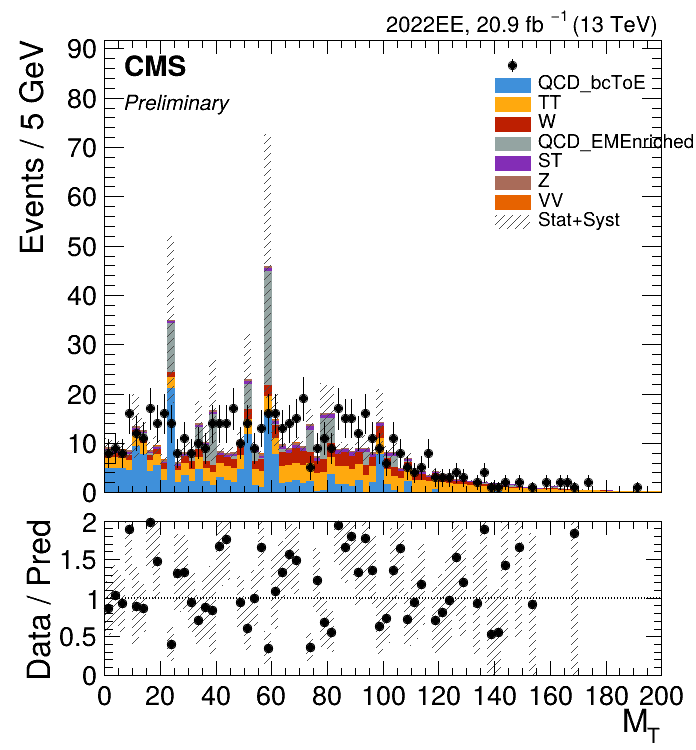 2022EE, 20.9 fb⁻¹ (13 TeV)
CMS
Preliminary
QCD_bcToE
TT
W
QCD_EMEnriched
ST
Z
VV
Stat+Syst
Events / 5 GeV
90
80
70
60
50
40
30
20
10
0
Data / Pred
2
1.5
1
0.5
0
0 20 40 60 80 100 120 140 160 180 200
M_T